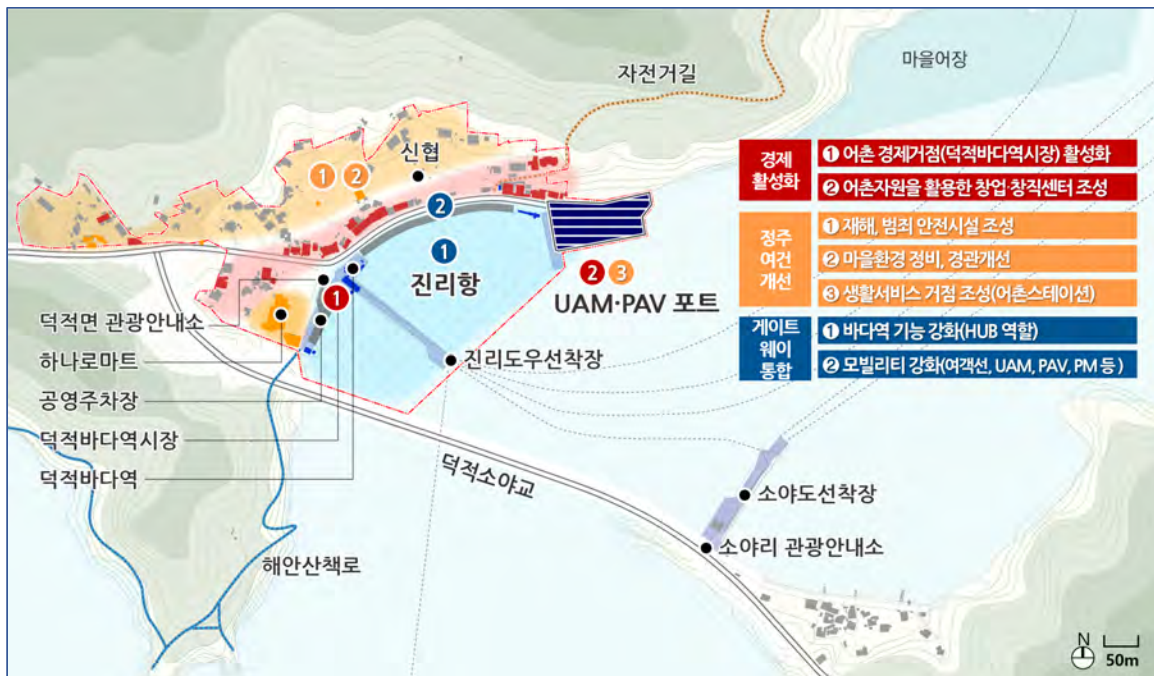 자전거길
마을어장
신협
1 2
2
1
진리항
2 3
UAM·PAV 포트
1
덕적면 관광안내소
하나로마트
공영주차장
덕적바다역시장
덕적바다역
진리도우선착장
덕적소야교
해안산책로
소야도선착장
소야리 관광안내소
경제
활성화
❶ 어촌 경제거점(덕적바다역시장) 활성화
❷ 어촌자원을 활용한 창업·창직센터 조성
정주
여건
개선
❶ 재해, 범죄 안전시설 조성
❷ 마을환경 정비, 경관개선
❸ 생활서비스 거점 조성(어촌스테이션)
게이트
웨이
통합
❶ 바다역 기능 강화(HUB 역할)
❷ 모빌리티 강화(여객선, UAM, PAV, PM 등 )
N
50m